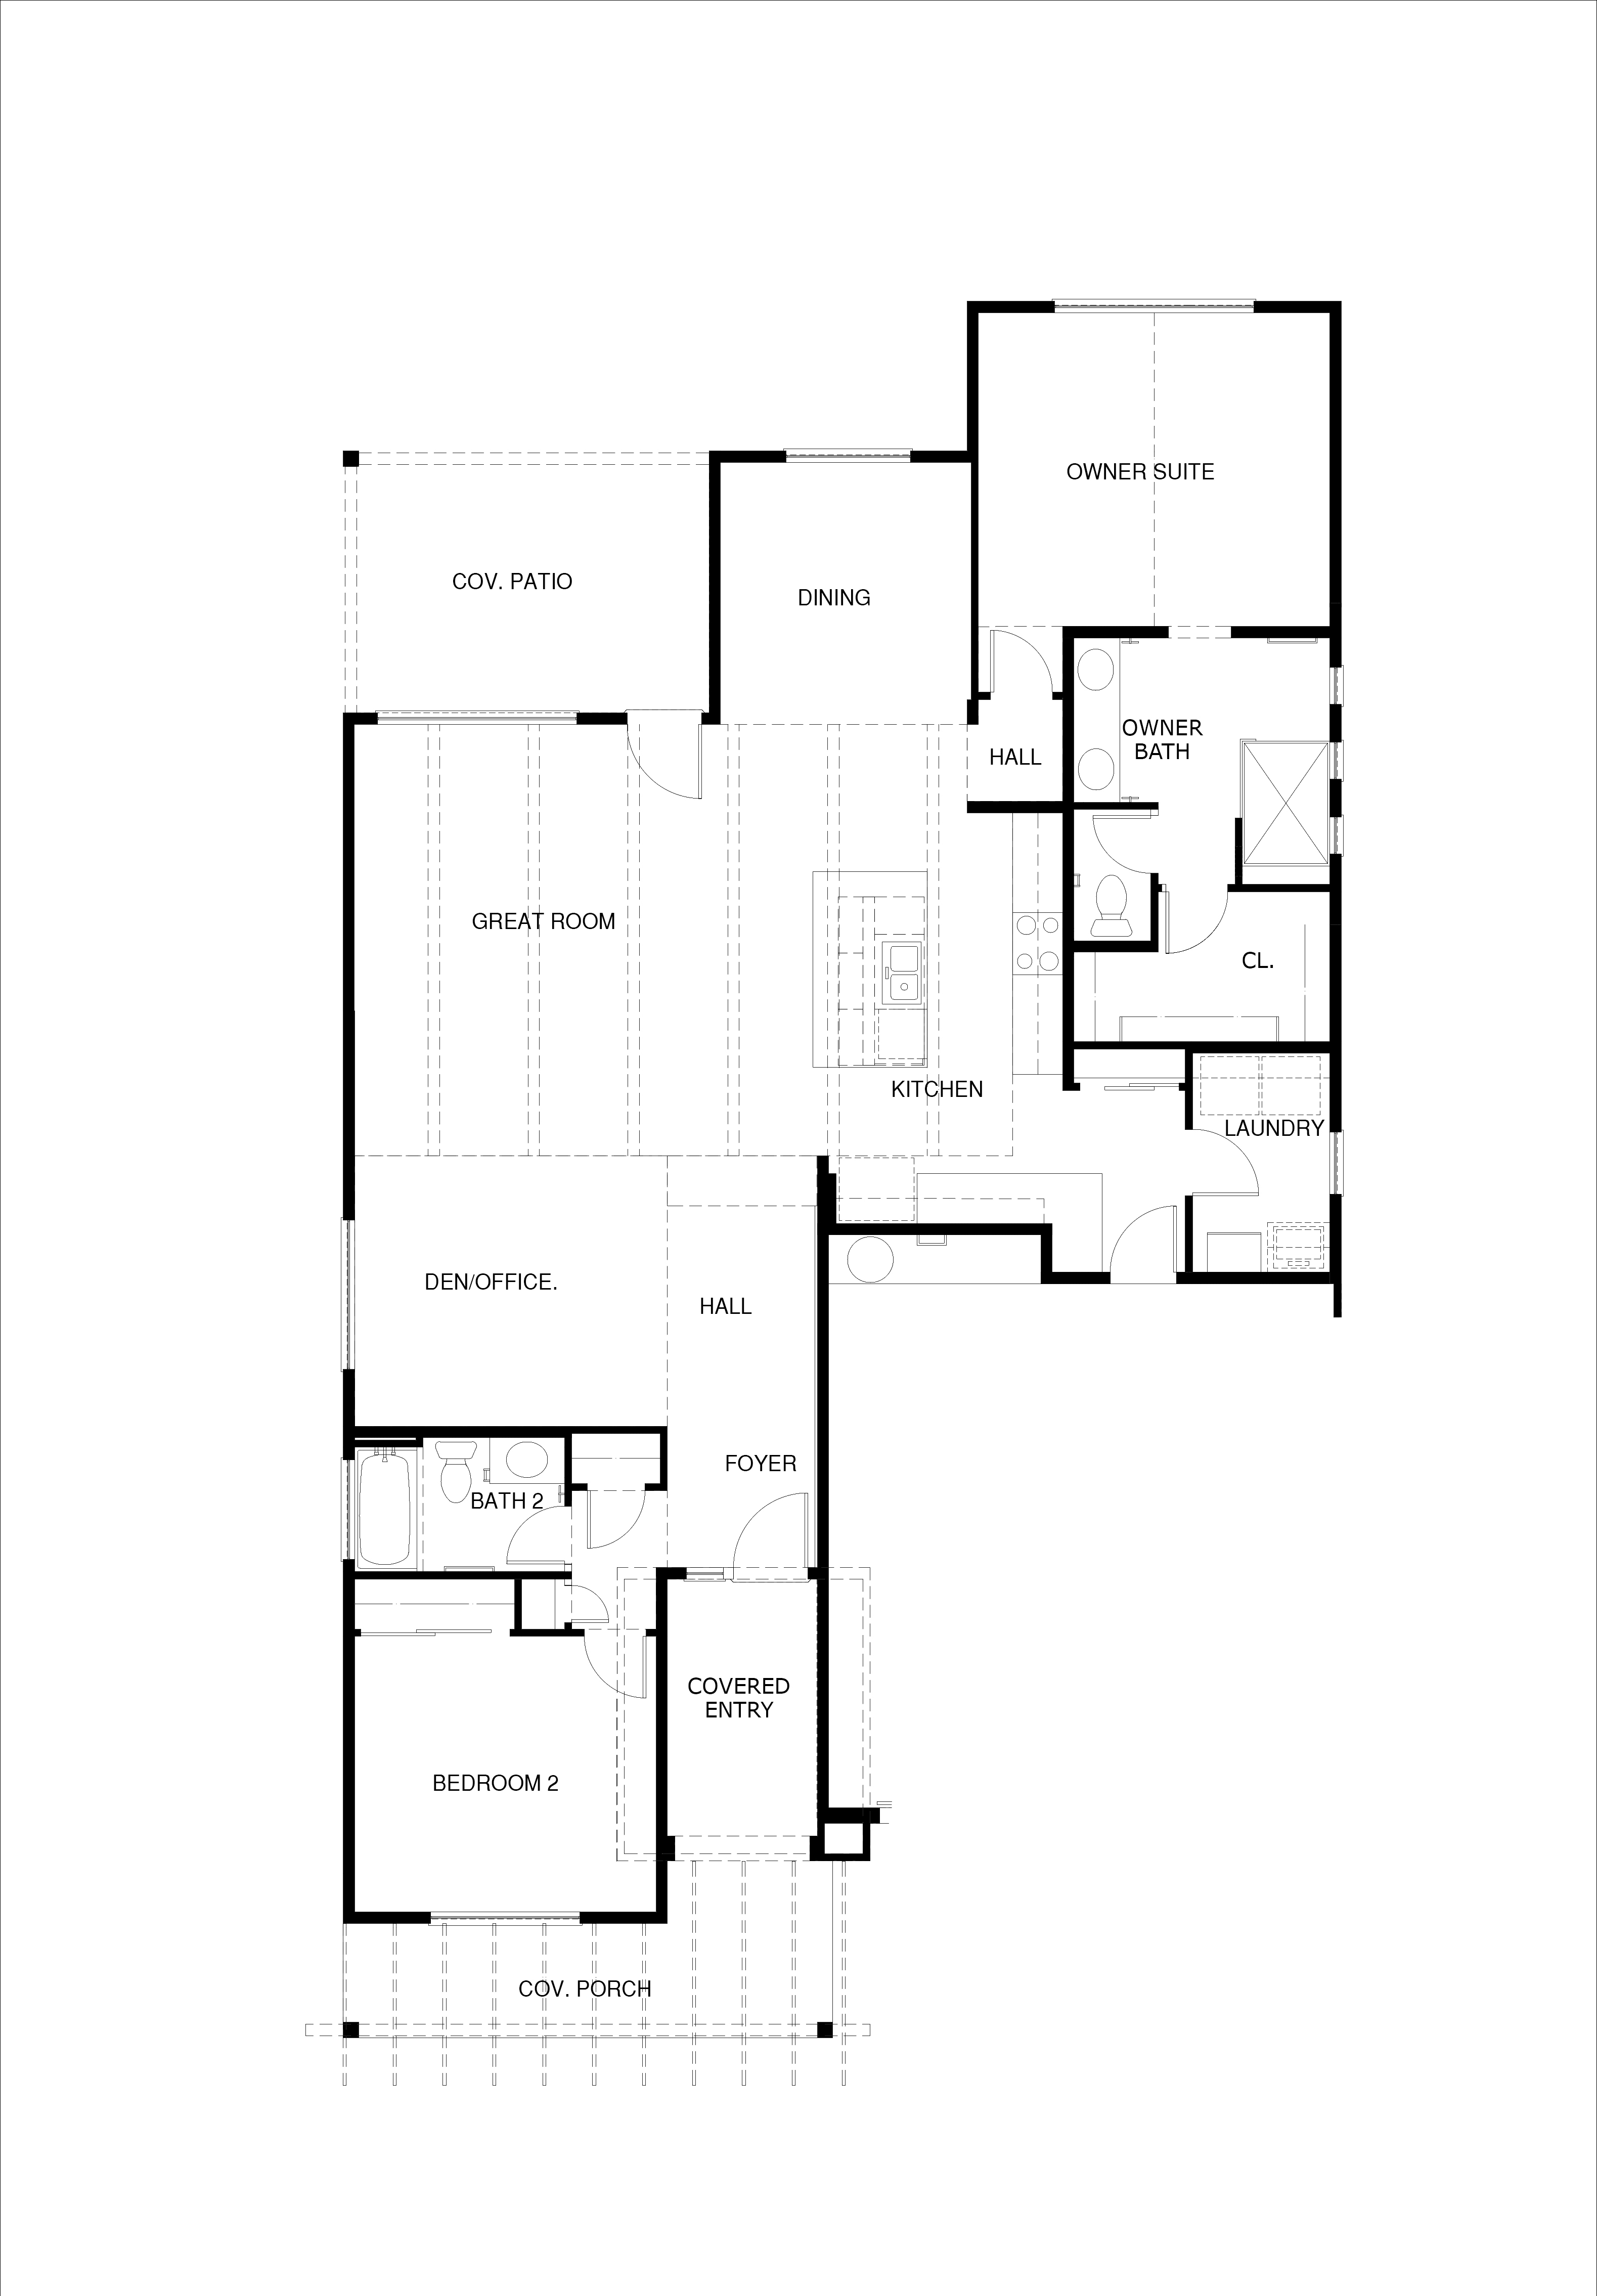 OWNER SUITE
COV. PATIO
DINING
OWNER
BATH
HALL
GREAT ROOM
CL.
KITCHEN
LAUNDRY
DEN/OFFICE.
HALL
FOYER
BATH 2
COVERED
ENTRY
BEDROOM 2
COV. PORCH